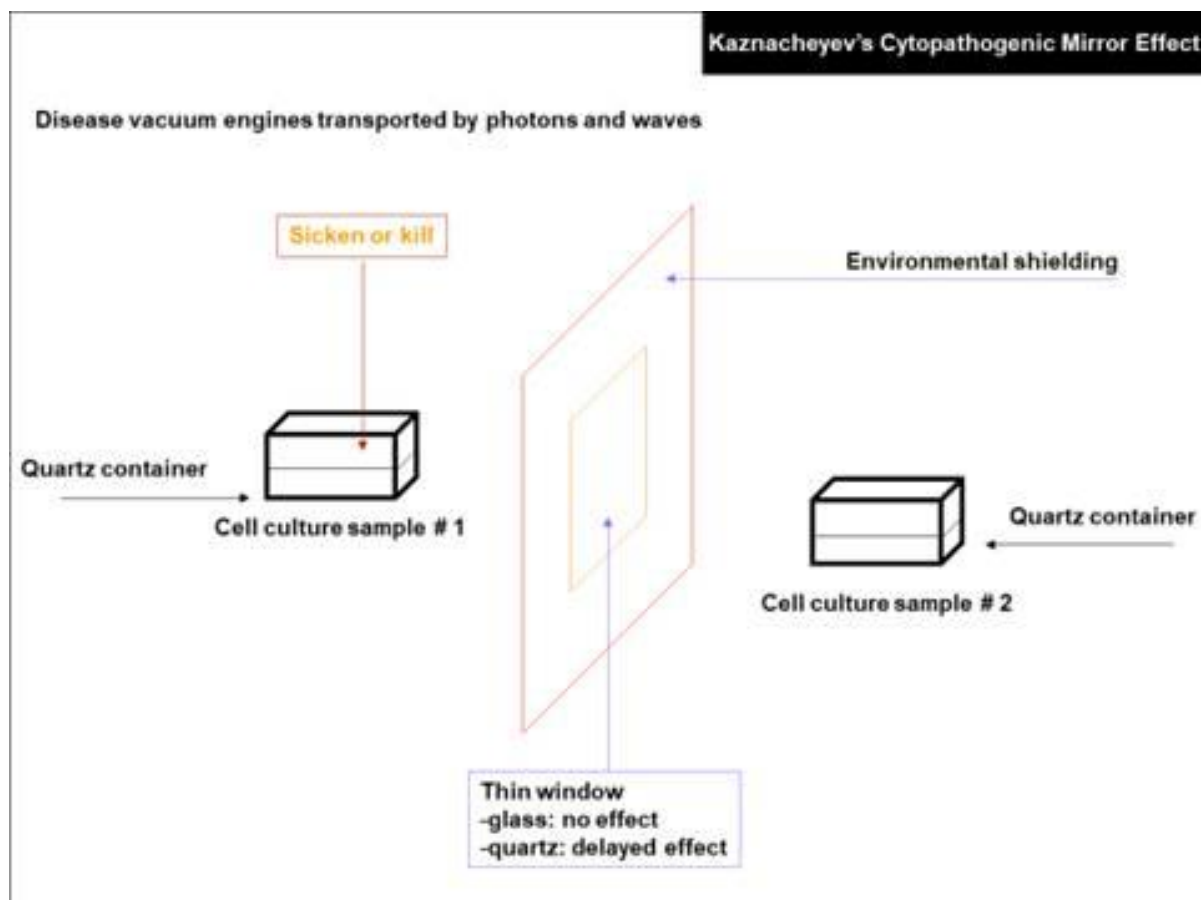 Kaznacheyev's Cytopathogenic Mirror Effect
Disease vacuum engines transported by photons and waves
Sicken or kill
Environmental shielding
Quartz container
Cell culture sample # 1
Quartz container
Cell culture sample # 2
Thin window
-glass: no effect
-quartz: delayed effect